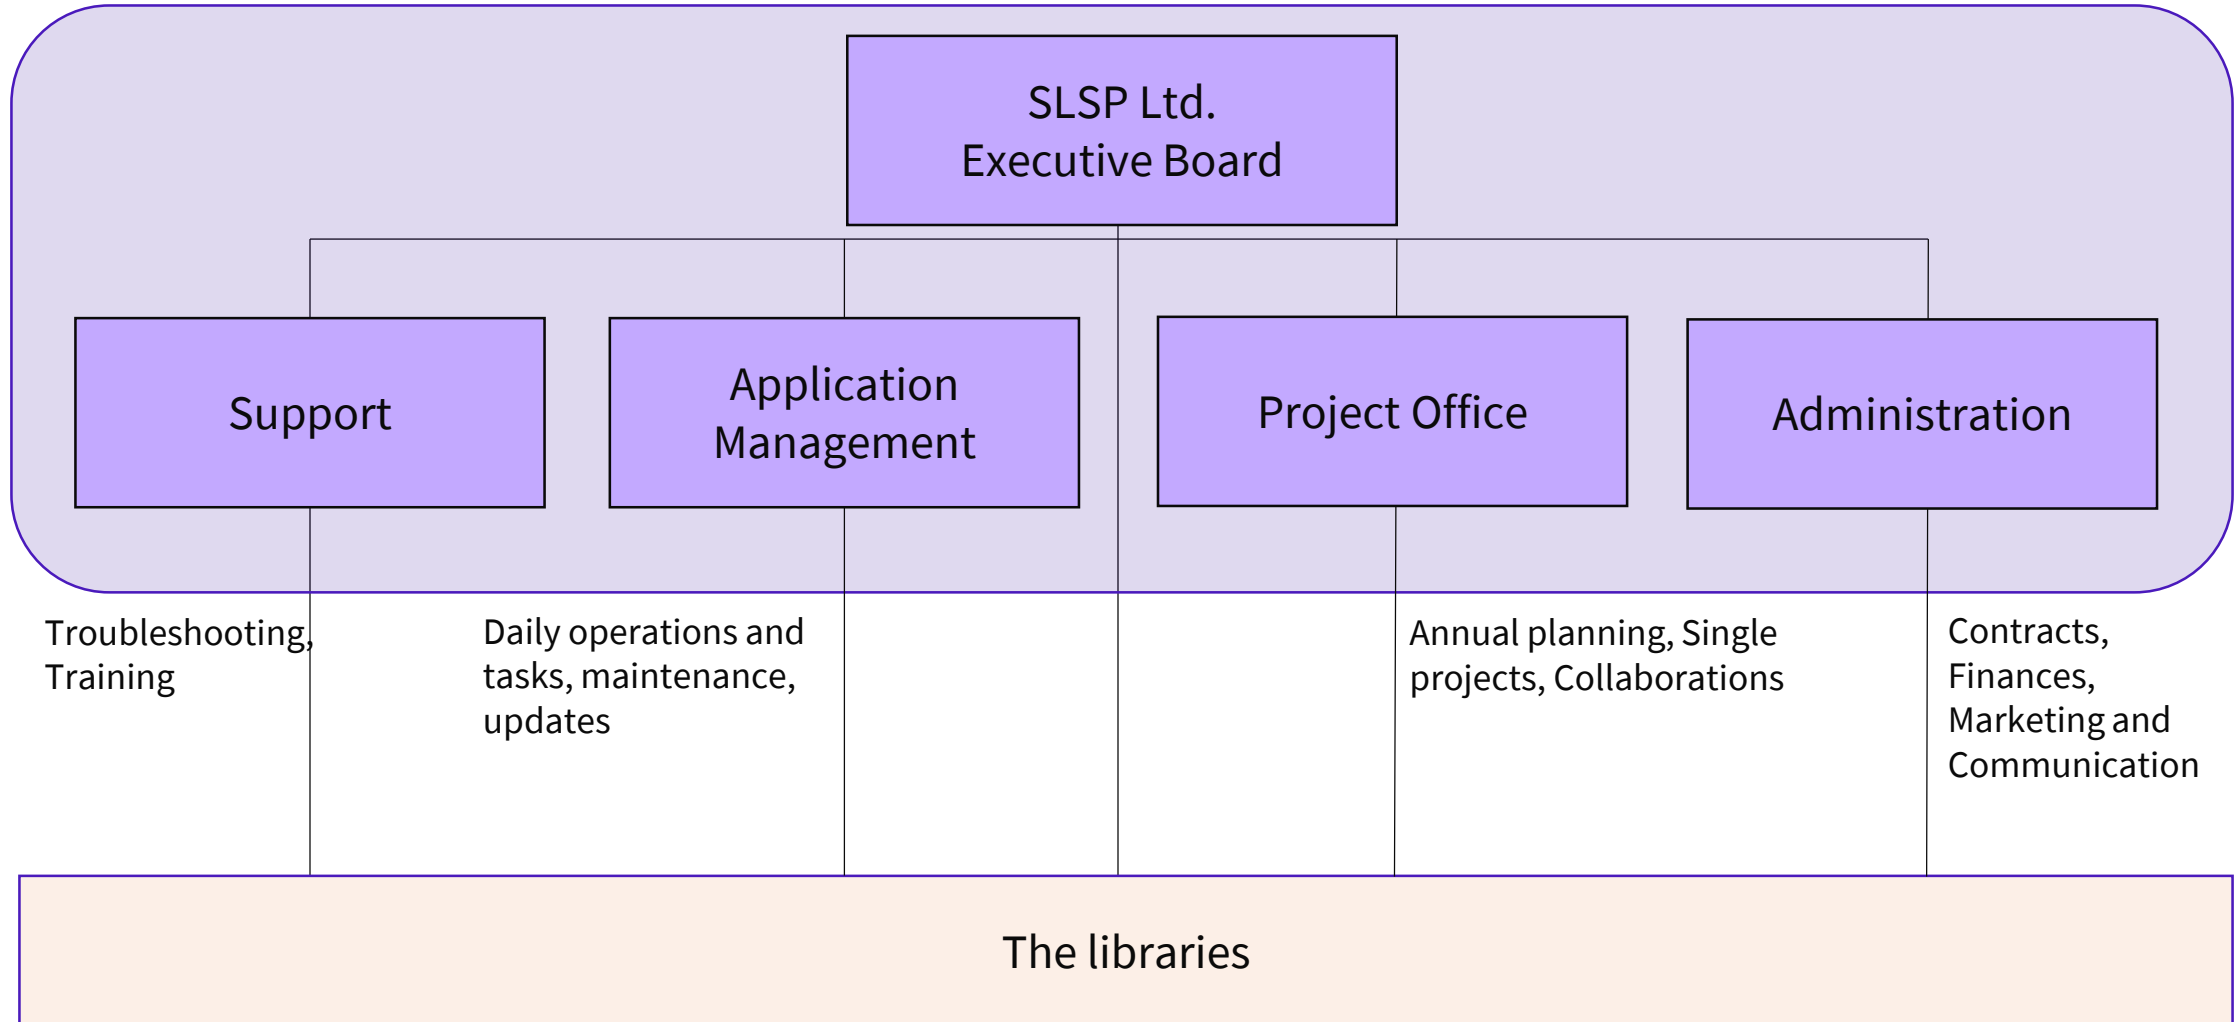 SLSP Ltd.
Executive Board
Support
Application
Management
Project Office
Administration
Troubleshooting,
Training
Daily operations and
tasks, maintenance,
updates
Annual planning, Single
projects, Collaborations
Contracts,
Finances,
Marketing and
Communication
The libraries